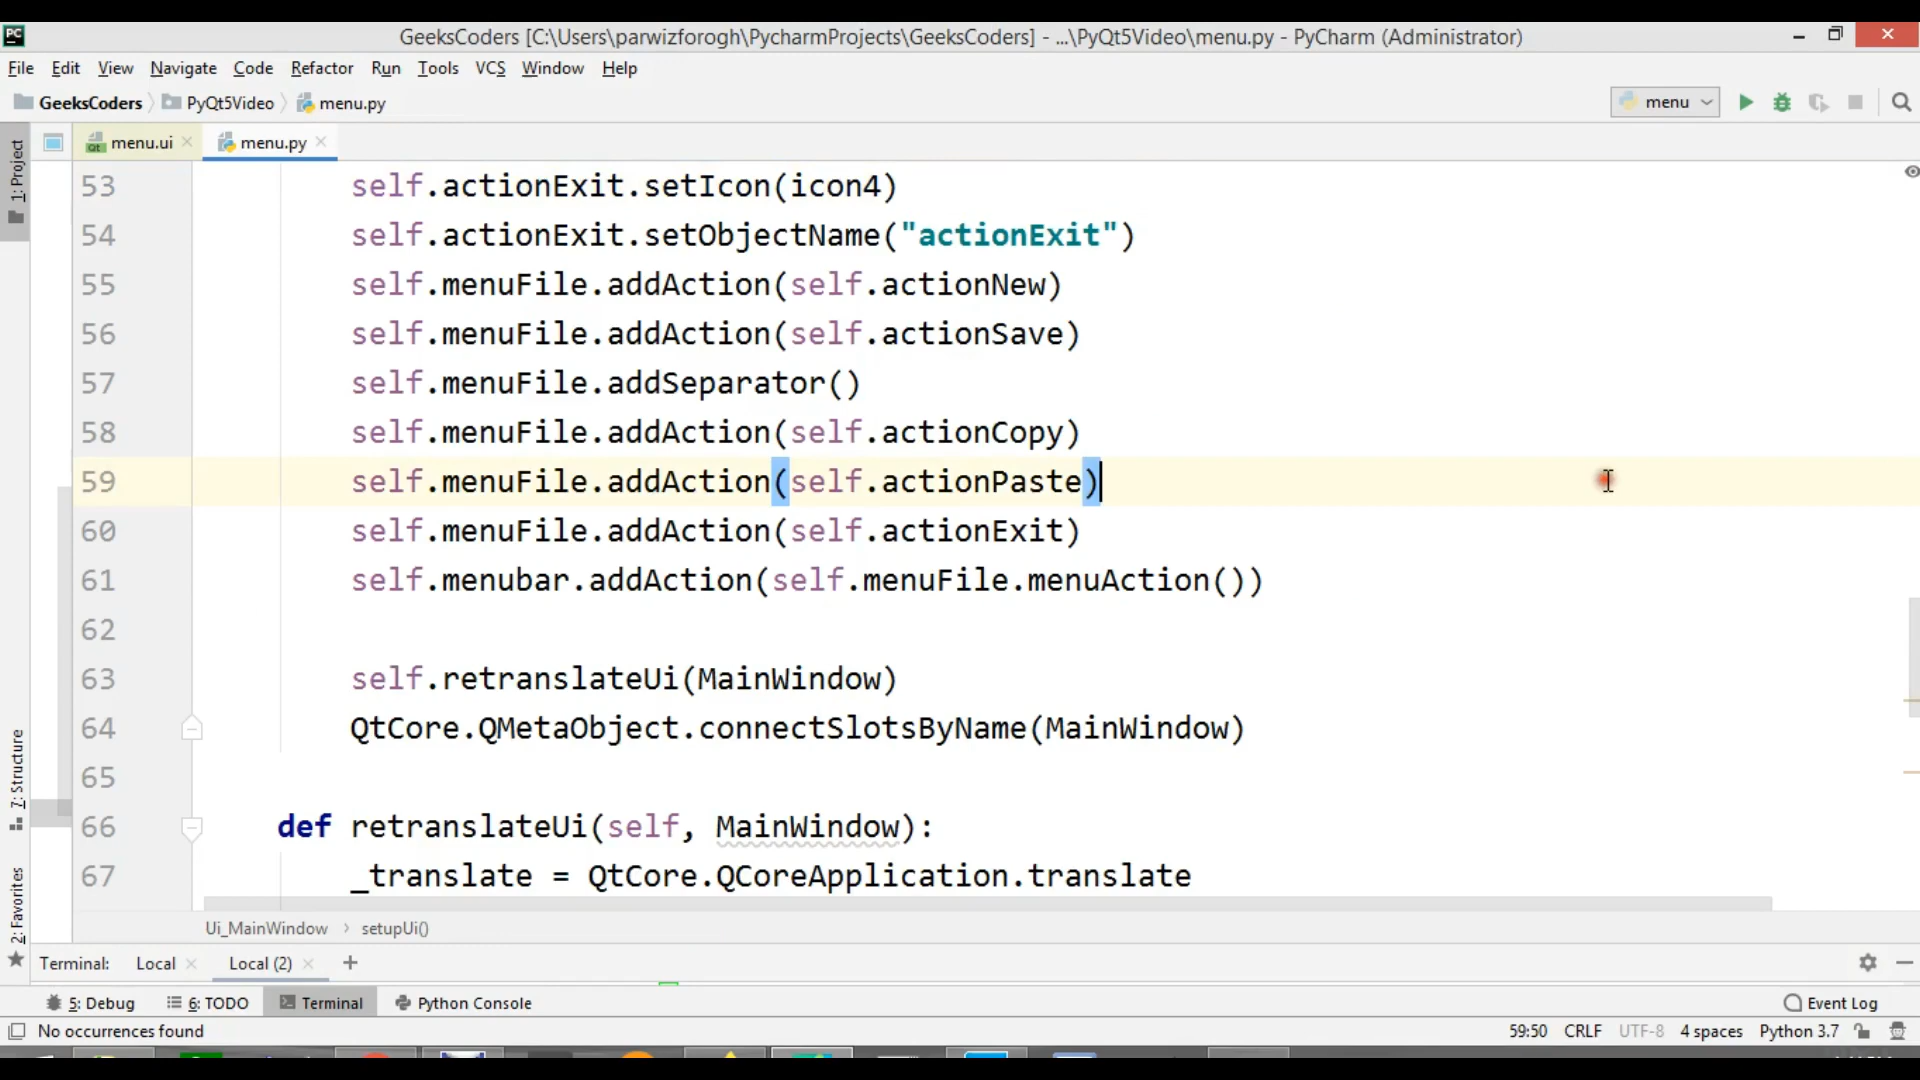 PC
GeeksCoders [C:\Users\parwizforogh\PycharmProjects\GeeksCoders] - ...\PyQt5Video\menu.py - PyCharm (Administrator)
File Edit View Navigate Code Refactor Run Tools VCS Window Help
GeeksCoders PyQt5Video menu.py menu
menu.ui menu.py
1: Project
53 self.actionExit.setIcon(icon4)
54 self.actionExit.setObjectName("actionExit")
55 self.menuFile.addAction(self.actionNew)
56 self.menuFile.addAction(self.actionSave)
57 self.menuFile.addSeparator()
58 self.menuFile.addAction(self.actionCopy)
59 self.menuFile.addAction(self.actionPaste)
60 self.menuFile.addAction(self.actionExit)
61 self.menubar.addAction(self.menuFile.menuAction())
62
63 self.retranslateUi(MainWindow)
64 QtCore.QMetaObject.connectSlotsByName(MainWindow)
65
66 def retranslateUi(self, MainWindow):
67 _translate = QtCore.QCoreApplication.translate
7: Structure
2: Favorites
Ui_MainWindow setupUi()
Terminal: Local Local (2)
5: Debug 6: TODO Terminal Python Console Event Log
No occurrences found 59:50 CRLF UTF-8 4 spaces Python 3.7